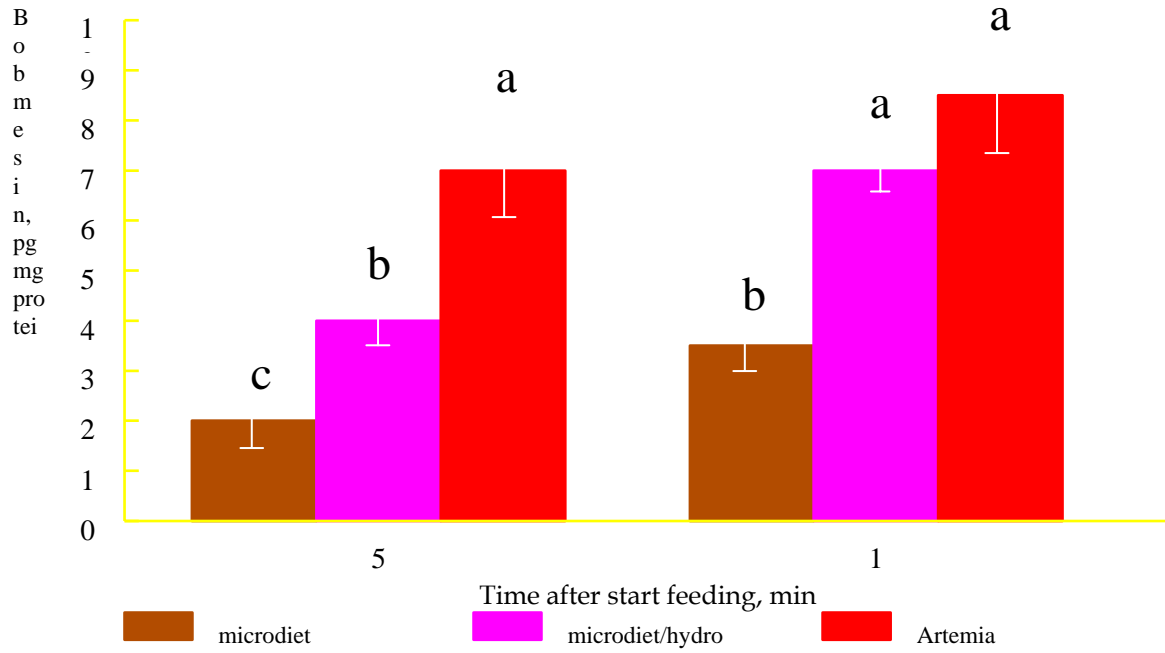 B
o
b
m
e
s
i
n,
pg
mg
pro
tei
1
9
8
7
6
5
4
3
2
1
0
c
b
a
b
a
a
5
1
Time after start feeding, min
microdiet
microdiet/hydro
Artemia